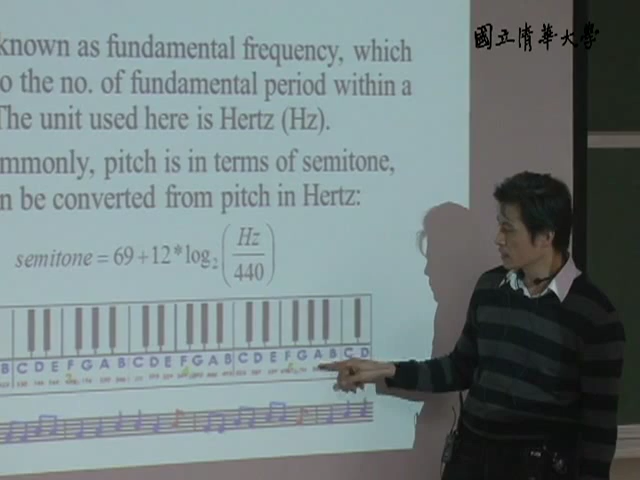 國立清華大學
known as fundamental frequency, which
o the no. of fundamental period within a
The unit used here is Hertz (Hz).
mmonly, pitch is in terms of semitone,
n be converted from pitch in Hertz:
semitone = 69 + 12 * log₂ (Hz / 440)
B C D E F G A B C D E F G A B C D E F G A B C D